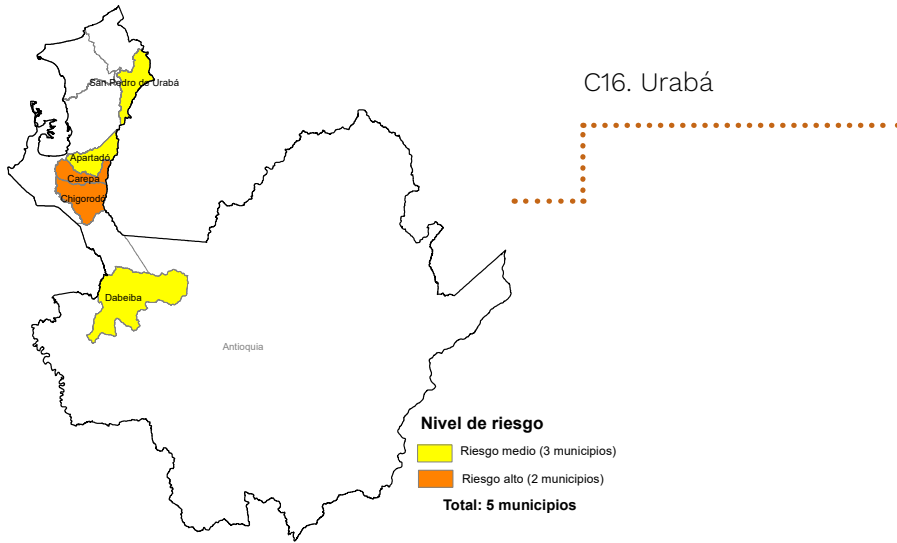 San Pedro de Urabá
C16. Urabá
Apartadó
Carepa
Chigorodó
Dabeiba
Antioquia
Nivel de riesgo
Riesgo medio (3 municipios)
Riesgo alto (2 municipios)
Total: 5 municipios